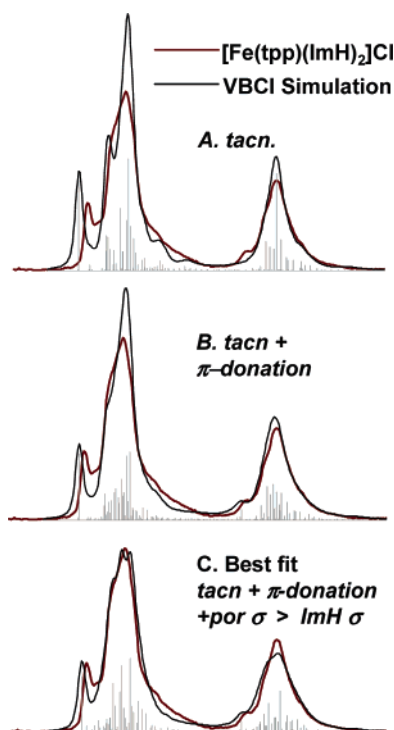 [Fe(tpp)(ImH)₂]Cl
VBCI Simulation
A. tacn.
B. tacn +
π–donation
C. Best fit
tacn + π-donation
+por σ > ImH σ